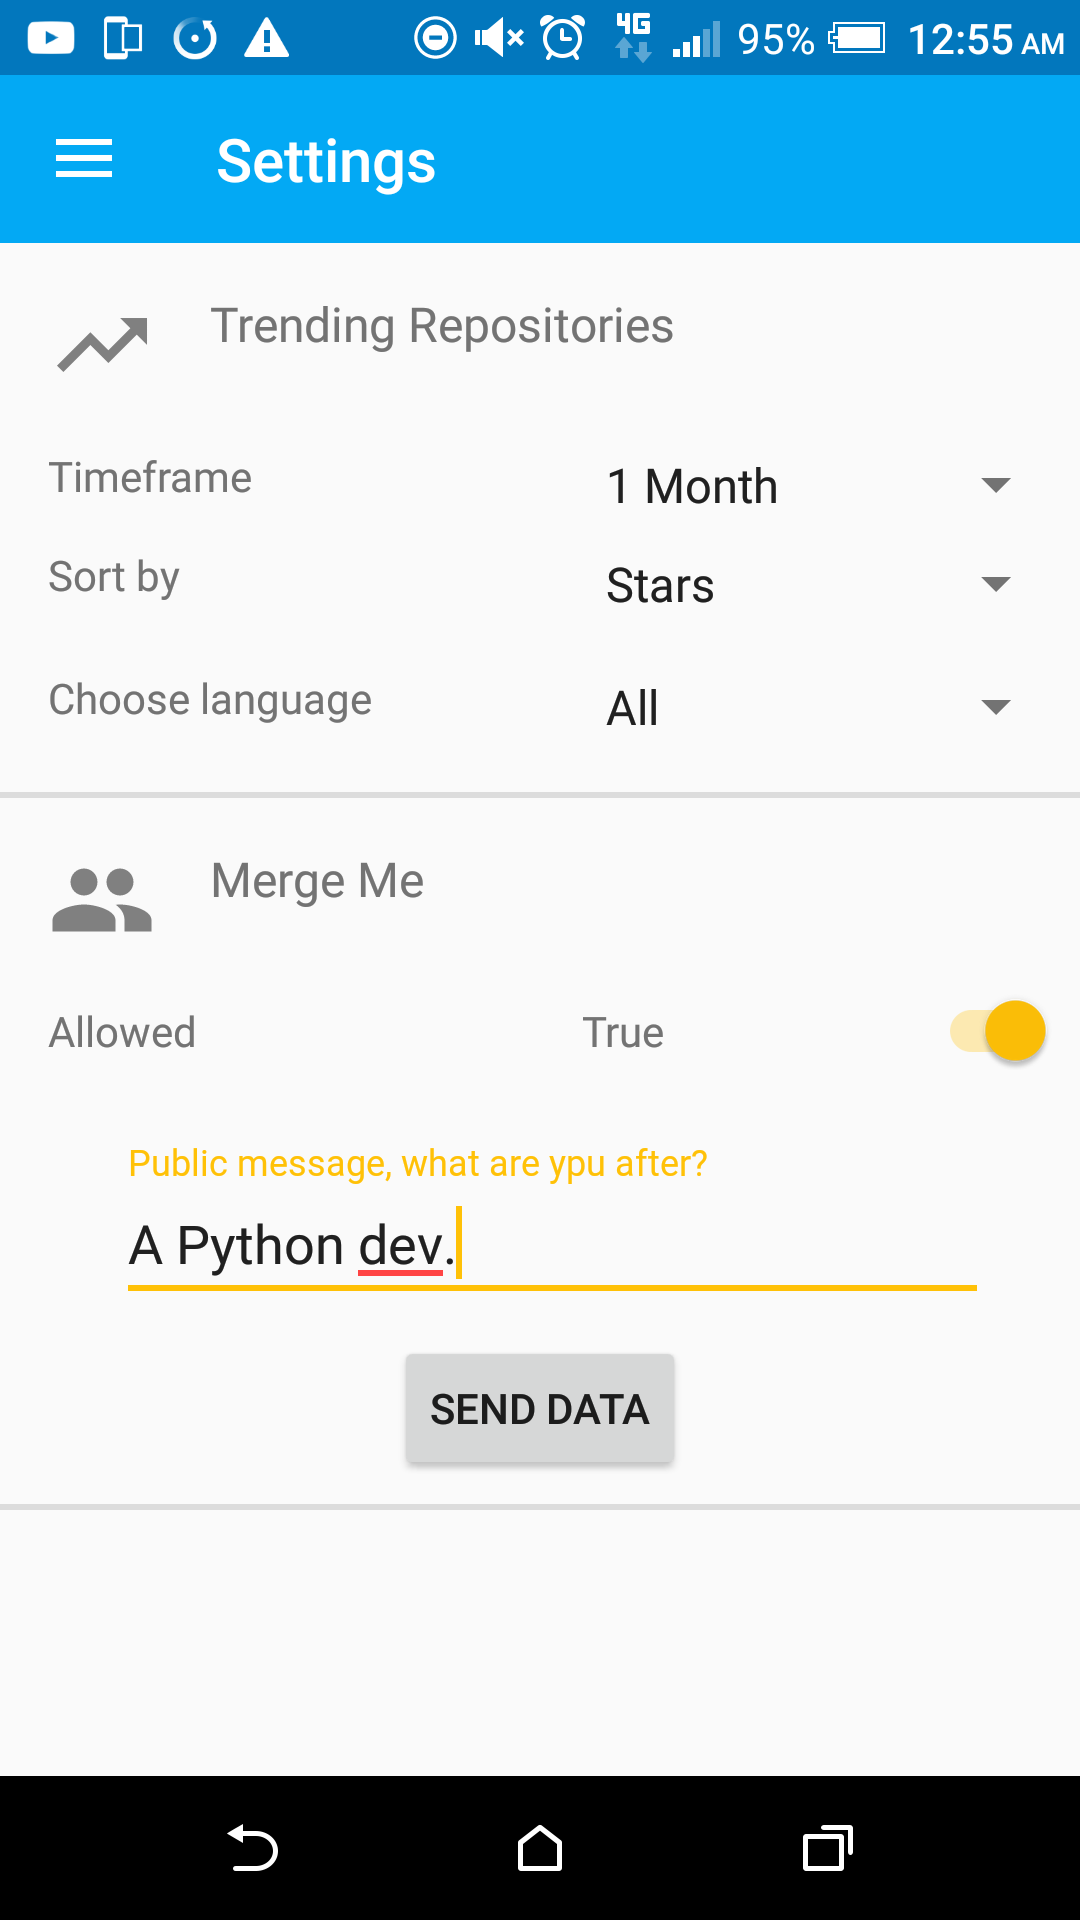 4G 95% 12:55 AM
Settings
Trending Repositories
Timeframe 1 Month
Sort by Stars
Choose language All
Merge Me
Allowed True
Public message, what are ypu after?
A Python dev.
SEND DATA